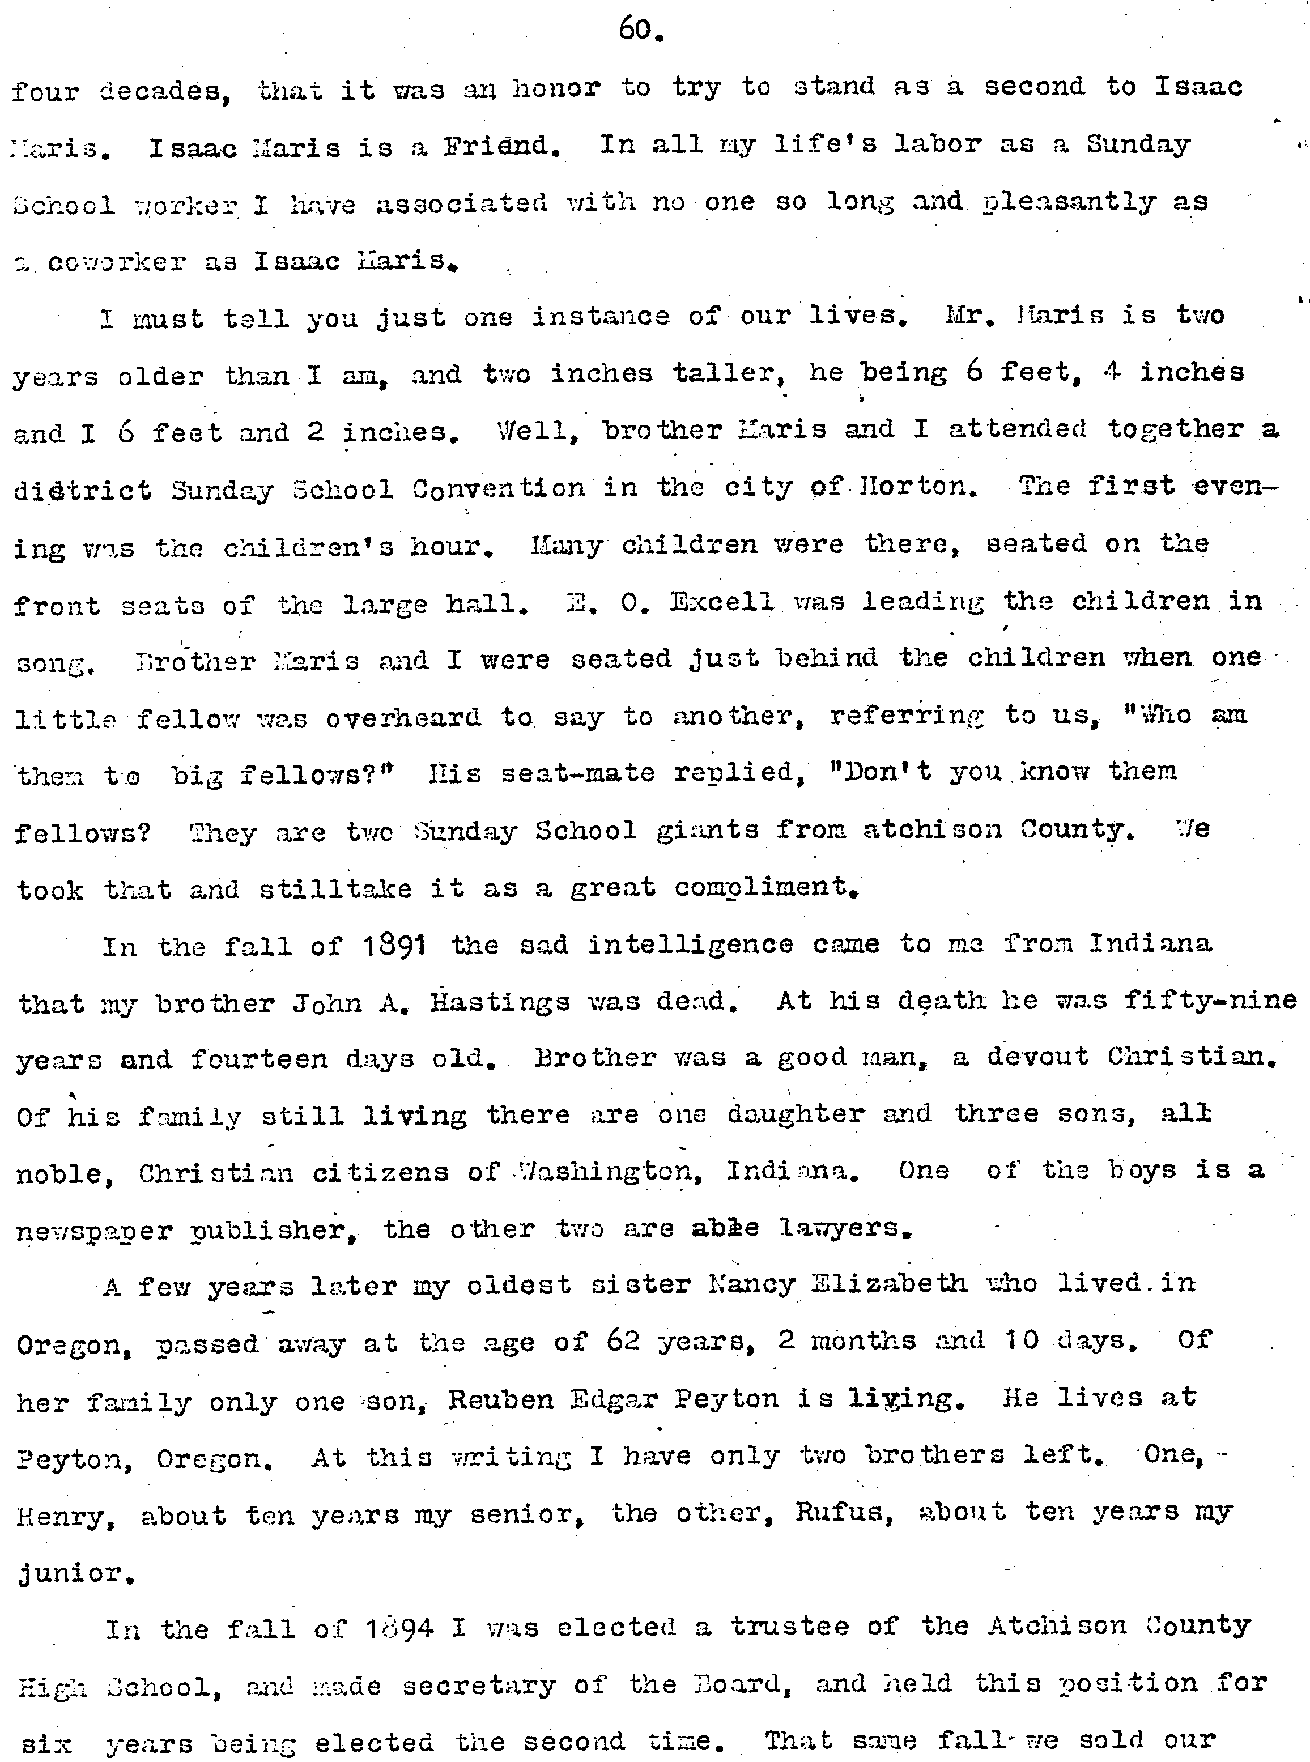 60.
four decades, that it was an honor to try to stand as a second to Isaac
Maris. Isaac Maris is a Friend. In all my life's labor as a Sunday
School worker I have associated with no one so long and pleasantly as
a coworker as Isaac Maris.
I must tell you just one instance of our lives. Mr. Maris is two
years older than I am, and two inches taller, he being 6 feet, 4 inches
and I 6 feet and 2 inches. Well, brother Maris and I attended together a
district Sunday School Convention in the city of Horton. The first even-
ing was the children's hour. Many children were there, seated on the
front seats of the large hall. E. O. Excell was leading the children in
song. Brother Maris and I were seated just behind the children when one
little fellow was overheard to say to another, referring to us, "Who am
them to big fellows?" His seat-mate replied, "Don't you know them
fellows? They are two Sunday School giants from atchison County. We
took that and stilltake it as a great compliment.
In the fall of 1891 the sad intelligence came to me from Indiana
that my brother John A. Hastings was dead. At his death he was fifty-nine
years and fourteen days old. Brother was a good man, a devout Christian.
Of his family still living there are one daughter and three sons, all
noble, Christian citizens of Washington, Indiana. One of the boys is a
newspaper publisher, the other two are able lawyers.
A few years later my oldest sister Nancy Elizabeth who lived in
Oregon, passed away at the age of 62 years, 2 months and 10 days. Of
her family only one son, Reuben Edgar Peyton is living. He lives at
Peyton, Oregon. At this writing I have only two brothers left. One,
Henry, about ten years my senior, the other, Rufus, about ten years my
junior.
In the fall of 1894 I was elected a trustee of the Atchison County
High School, and made secretary of the Board, and held this position for
six years being elected the second time. That same fall we sold our